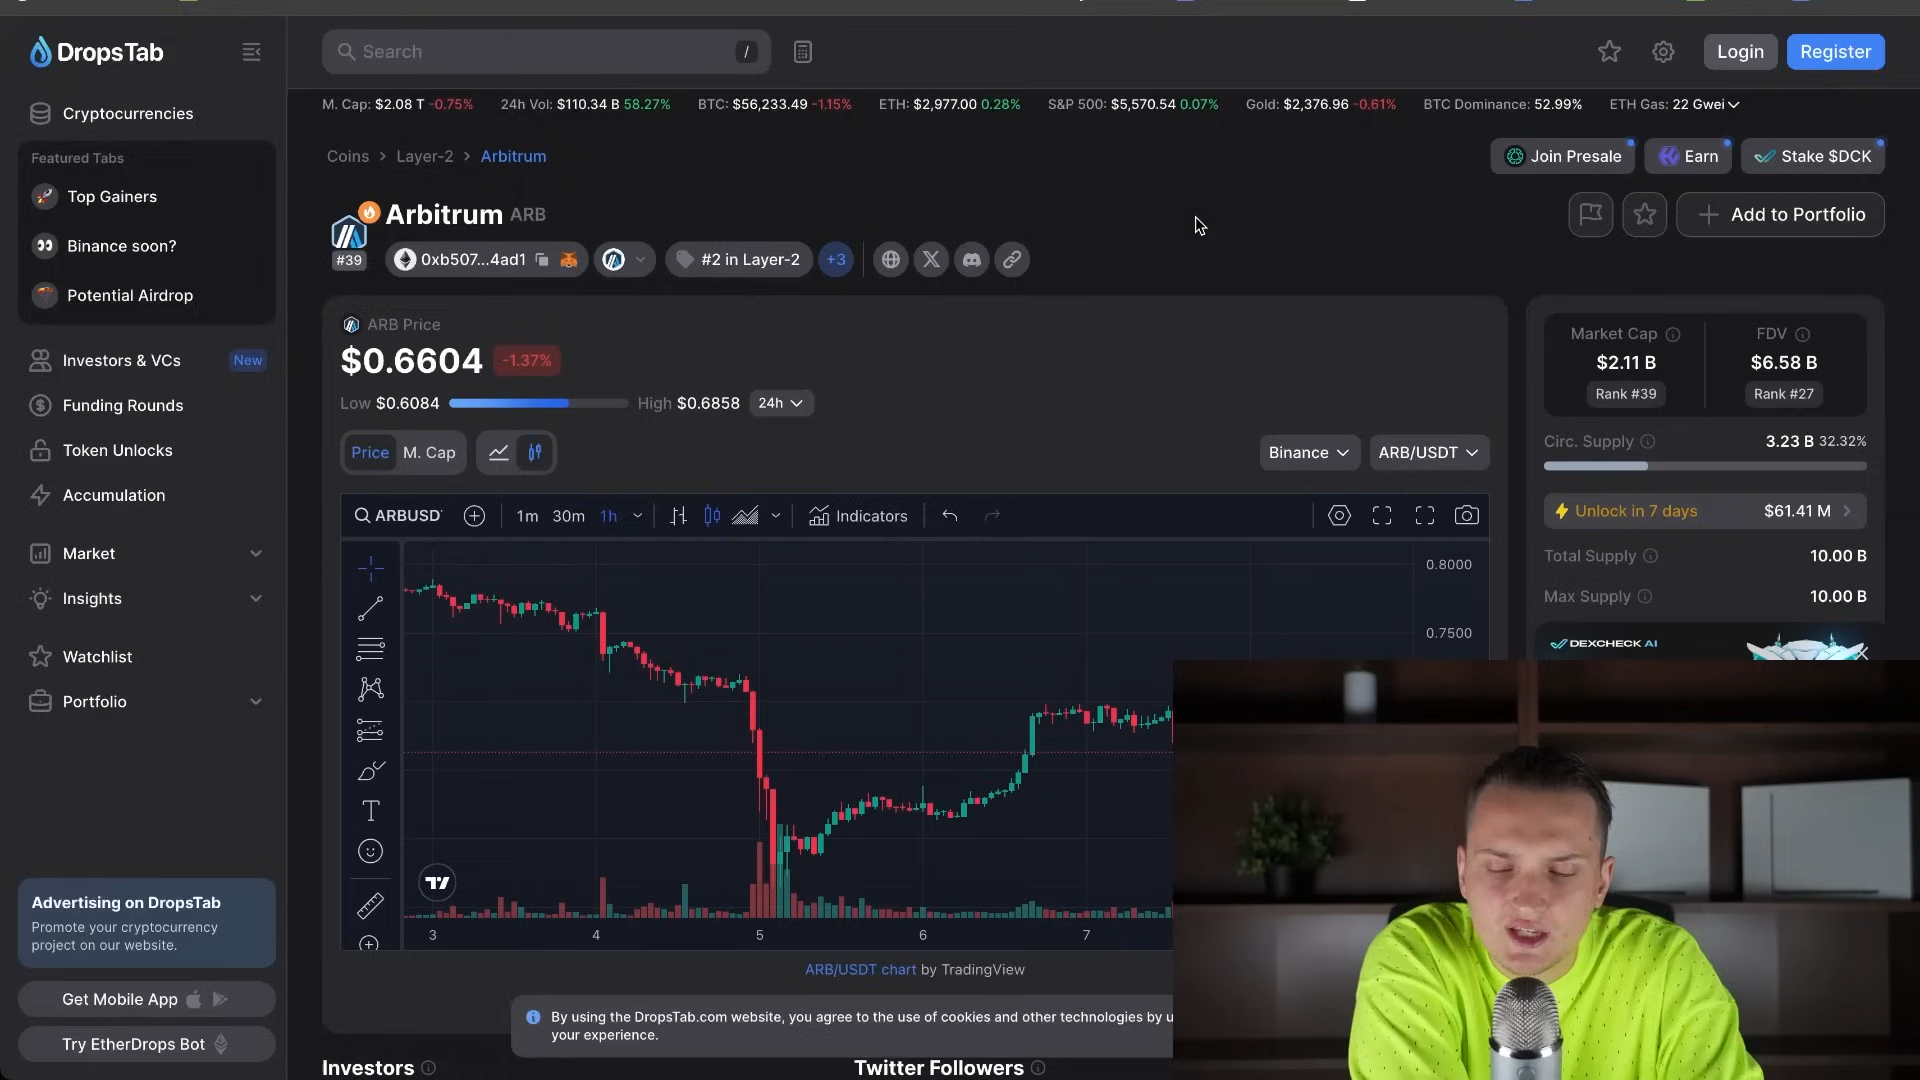 DropsTab
Search /
Login
Register
M. Cap: $2.08 T -0.75% 24h Vol: $110.34 B 58.27% BTC: $56,233.49 -1.15% ETH: $2,977.00 0.28% S&P 500: $5,570.54 0.07% Gold: $2,376.96 -0.61% BTC Dominance: 52.99% ETH Gas: 22 Gwei
Cryptocurrencies
Featured Tabs
Top Gainers
Binance soon?
Potential Airdrop
Investors & VCs New
Funding Rounds
Token Unlocks
Accumulation
Market
Insights
Watchlist
Portfolio
Advertising on DropsTab
Promote your cryptocurrency
project on our website.
Get Mobile App
Try EtherDrops Bot
Coins > Layer-2 > Arbitrum
Join Presale
Earn
Stake $DCK
Arbitrum ARB
Add to Portfolio
#39
0xb507...4ad1
#2 in Layer-2
+3
ARB Price
$0.6604 -1.37%
Low $0.6084 High $0.6858 24h
Price M. Cap
Binance
ARB/USDT
ARBUSD
1m 30m 1h
Indicators
0.8000
0.7500
3 4 5 6 7
ARB/USDT chart by TradingView
Market Cap
$2.11 B
Rank #39
FDV
$6.58 B
Rank #27
Circ. Supply 3.23 B 32.32%
Unlock in 7 days $61.41 M
Total Supply 10.00 B
Max Supply 10.00 B
DEXCHECK AI
By using the DropsTab.com website, you agree to the use of cookies and other technologies by u
your experience.
Investors
Twitter Followers